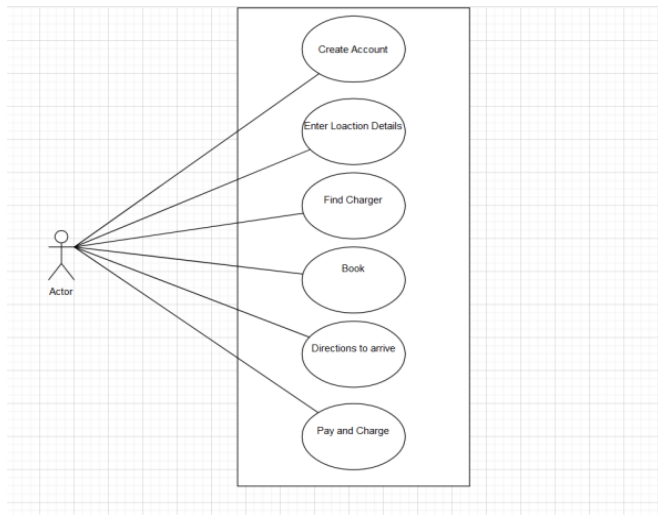 Create Account
Enter Loaction Details
Find Charger
Book
Actor
Directions to arrive
Pay and Charge